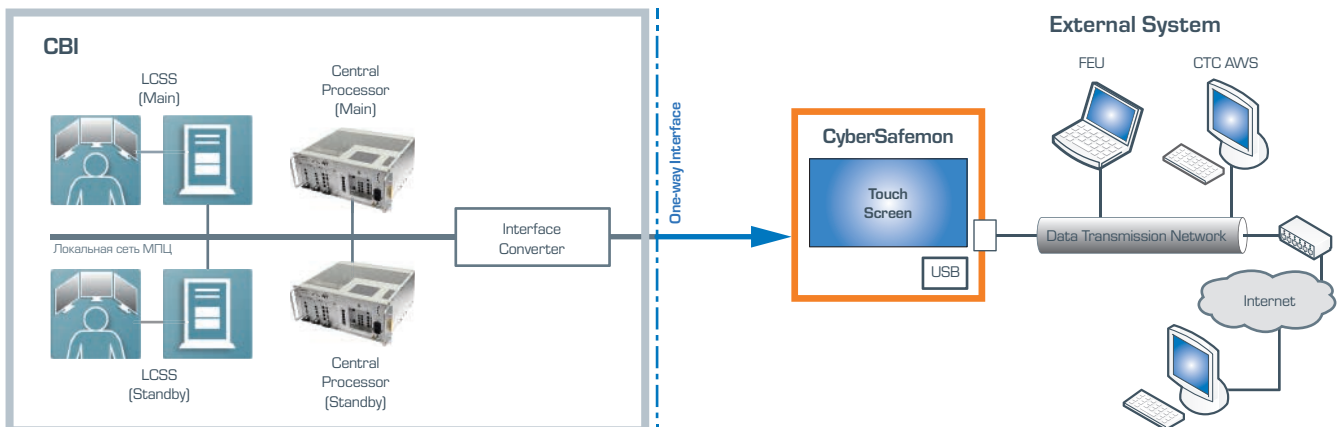 CBI
LCSS
(Main)
Central
Processor
(Main)
Локальная сеть МПЦ
Interface
Converter
LCSS
(Standby)
Central
Processor
(Standby)
One-way Interface
CyberSafemon
Touch
Screen
USB
External System
FEU
CTC AWS
Data Transmission Network
Internet